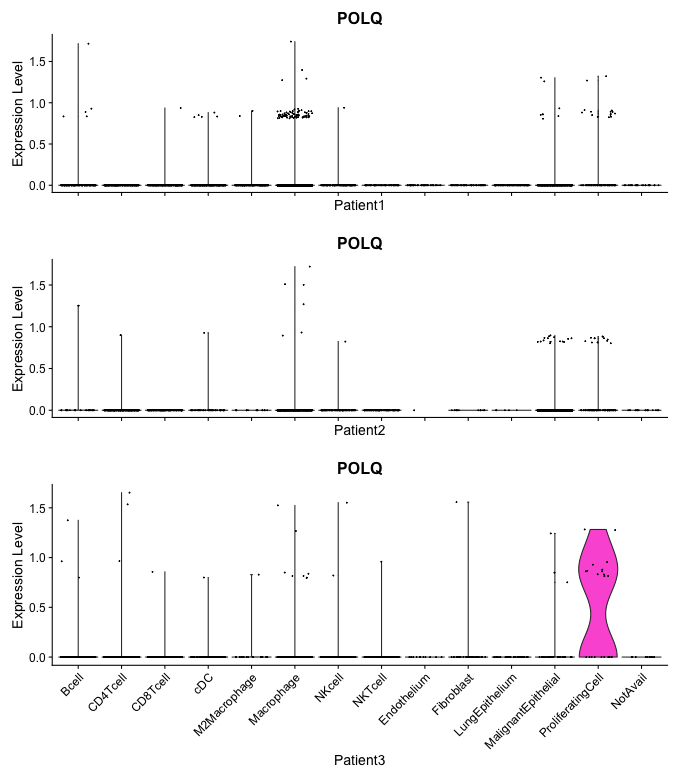 POLQ
Expression Level
1.5
1.0
0.5
0.0
Patient1
POLQ
Expression Level
1.5
1.0
0.5
0.0
Patient2
POLQ
Expression Level
1.5
1.0
0.5
0.0
Bcell
CD4Tcell
CD8Tcell
cDC
M2Macrophage
Macrophage
NKcell
NKTcell
Endothelium
Fibroblast
LungEpithelium
MalignantEpithelial
ProliferatingCell
NotAvail
Patient3